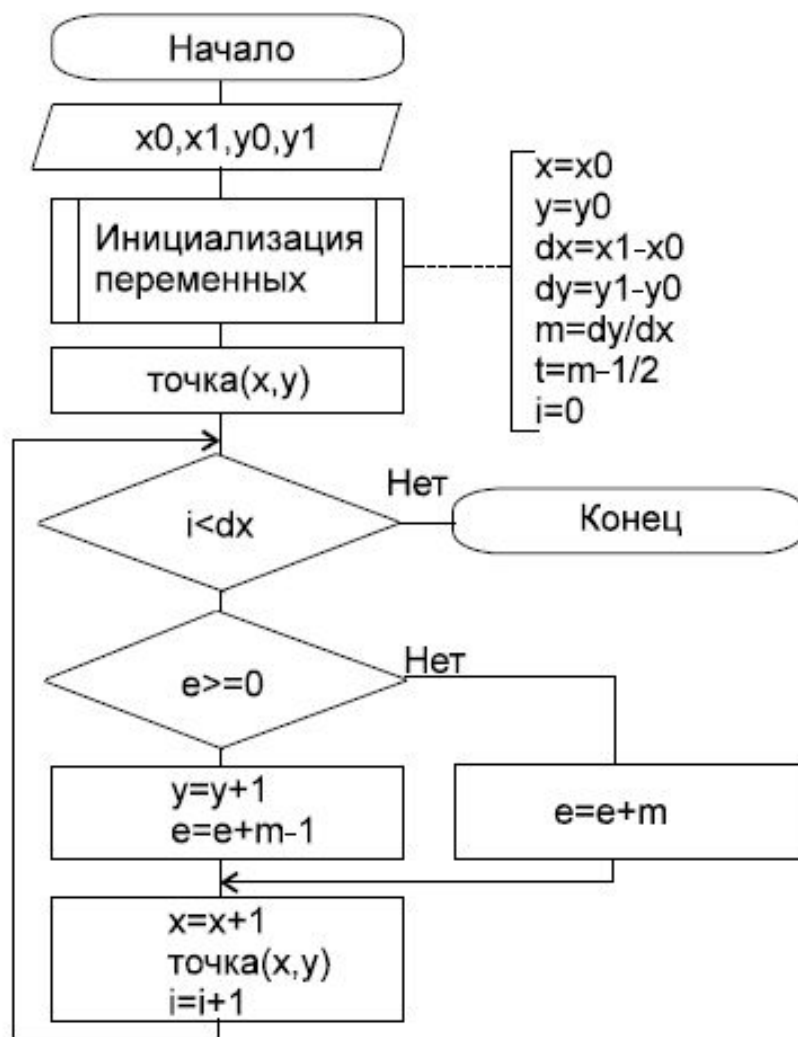 Начало
x0,x1,y0,y1
Инициализация
переменных
x=x0
y=y0
dx=x1-x0
dy=y1-y0
m=dy/dx
t=m-1/2
i=0
точка(x,y)
i<dx
Нет
Конец
e>=0
Нет
y=y+1
e=e+m-1
e=e+m
x=x+1
точка(x,y)
i=i+1